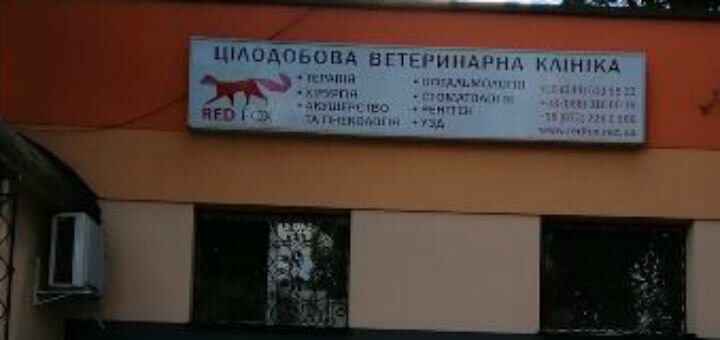 ЦІЛОДОБОВА ВЕТЕРИНАРНА КЛІНІКА
RED FOX
• ТЕРАПІЯ
• ХІРУРГІЯ
• АКУШЕРСТВО
ТА ГІНЕКОЛОГІЯ
• ОФТАЛЬМОЛОГІЯ
• СТОМАТОЛОГІЯ
• РЕНТГЕН
• УЗД